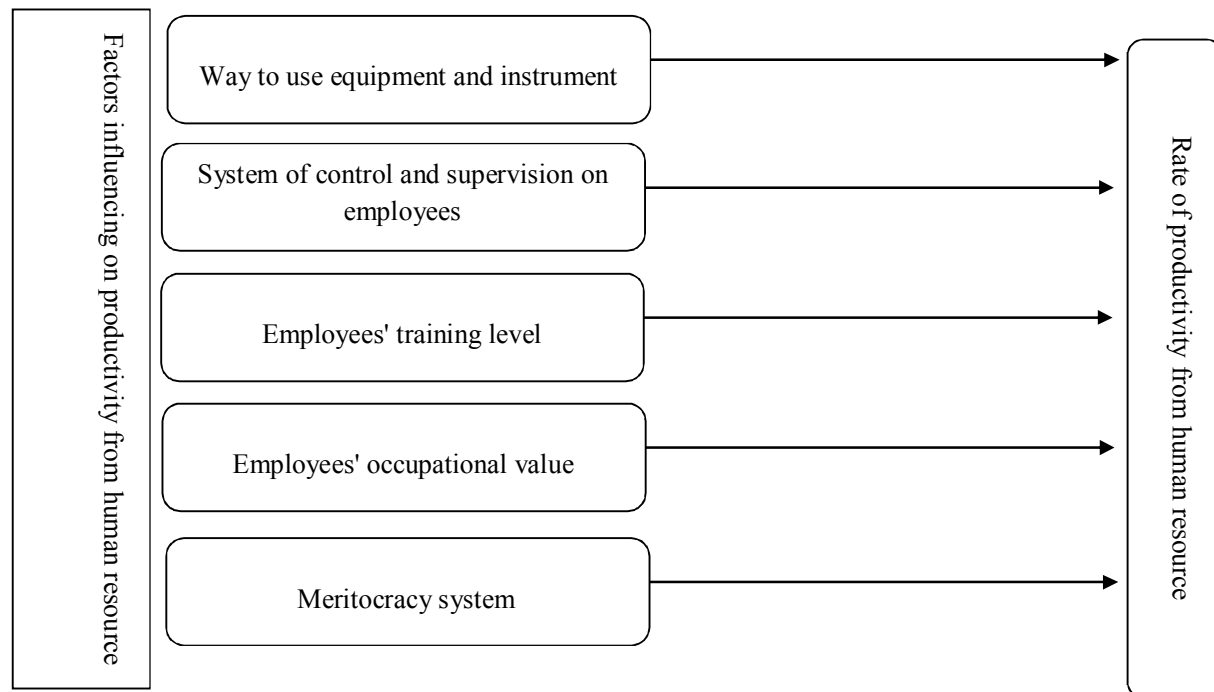 Factors influencing on productivity from human resource
Way to use equipment and instrument
System of control and supervision on
employees
Employees' training level
Employees' occupational value
Meritocracy system
Rate of productivity from human resource